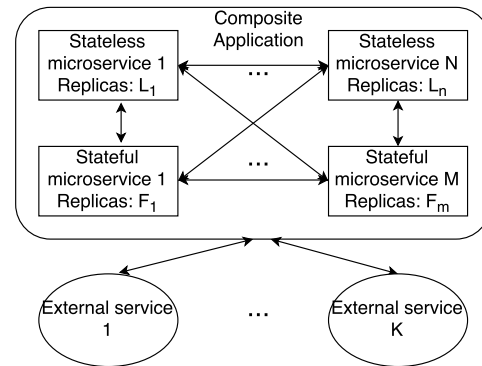 Composite
Application
Stateless
microservice 1
Replicas: L₁
...
Stateless
microservice N
Replicas: Lₙ
Stateful
microservice 1
Replicas: F₁
...
Stateful
microservice M
Replicas: Fₘ
External service
1
...
External service
K